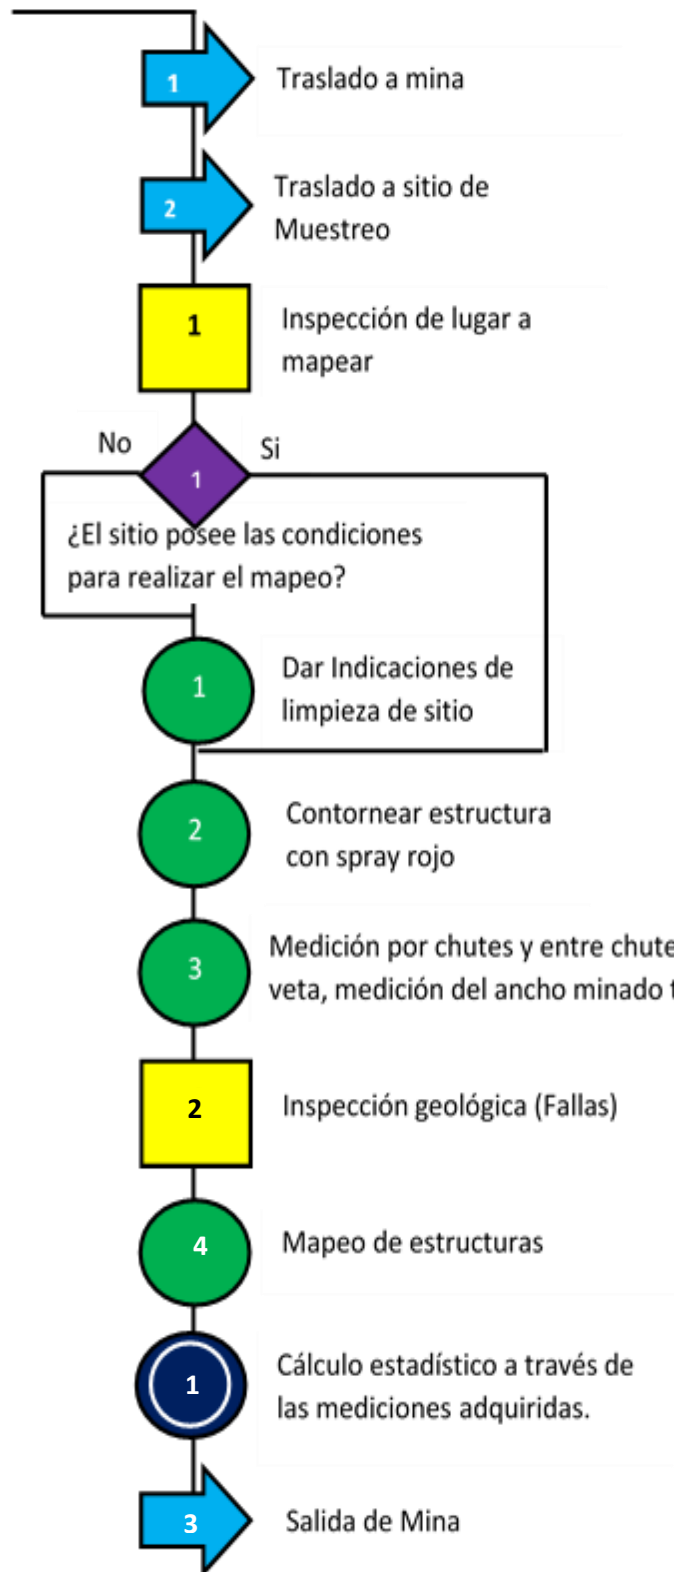 1 Traslado a mina
Traslado a sitio de
2 Muestreo
1 Inspección de lugar a
mapear
No Si
1
¿El sitio posee las condiciones
para realizar el mapeo?
1 Dar Indicaciones de
limpieza de sitio
2 Contornear estructura
con spray rojo
3 Medición por chutes y entre chute
veta, medición del ancho minado t
2 Inspección geológica (Fallas)
4 Mapeo de estructuras
1 Cálculo estadístico a través de
las mediciones adquiridas.
3 Salida de Mina